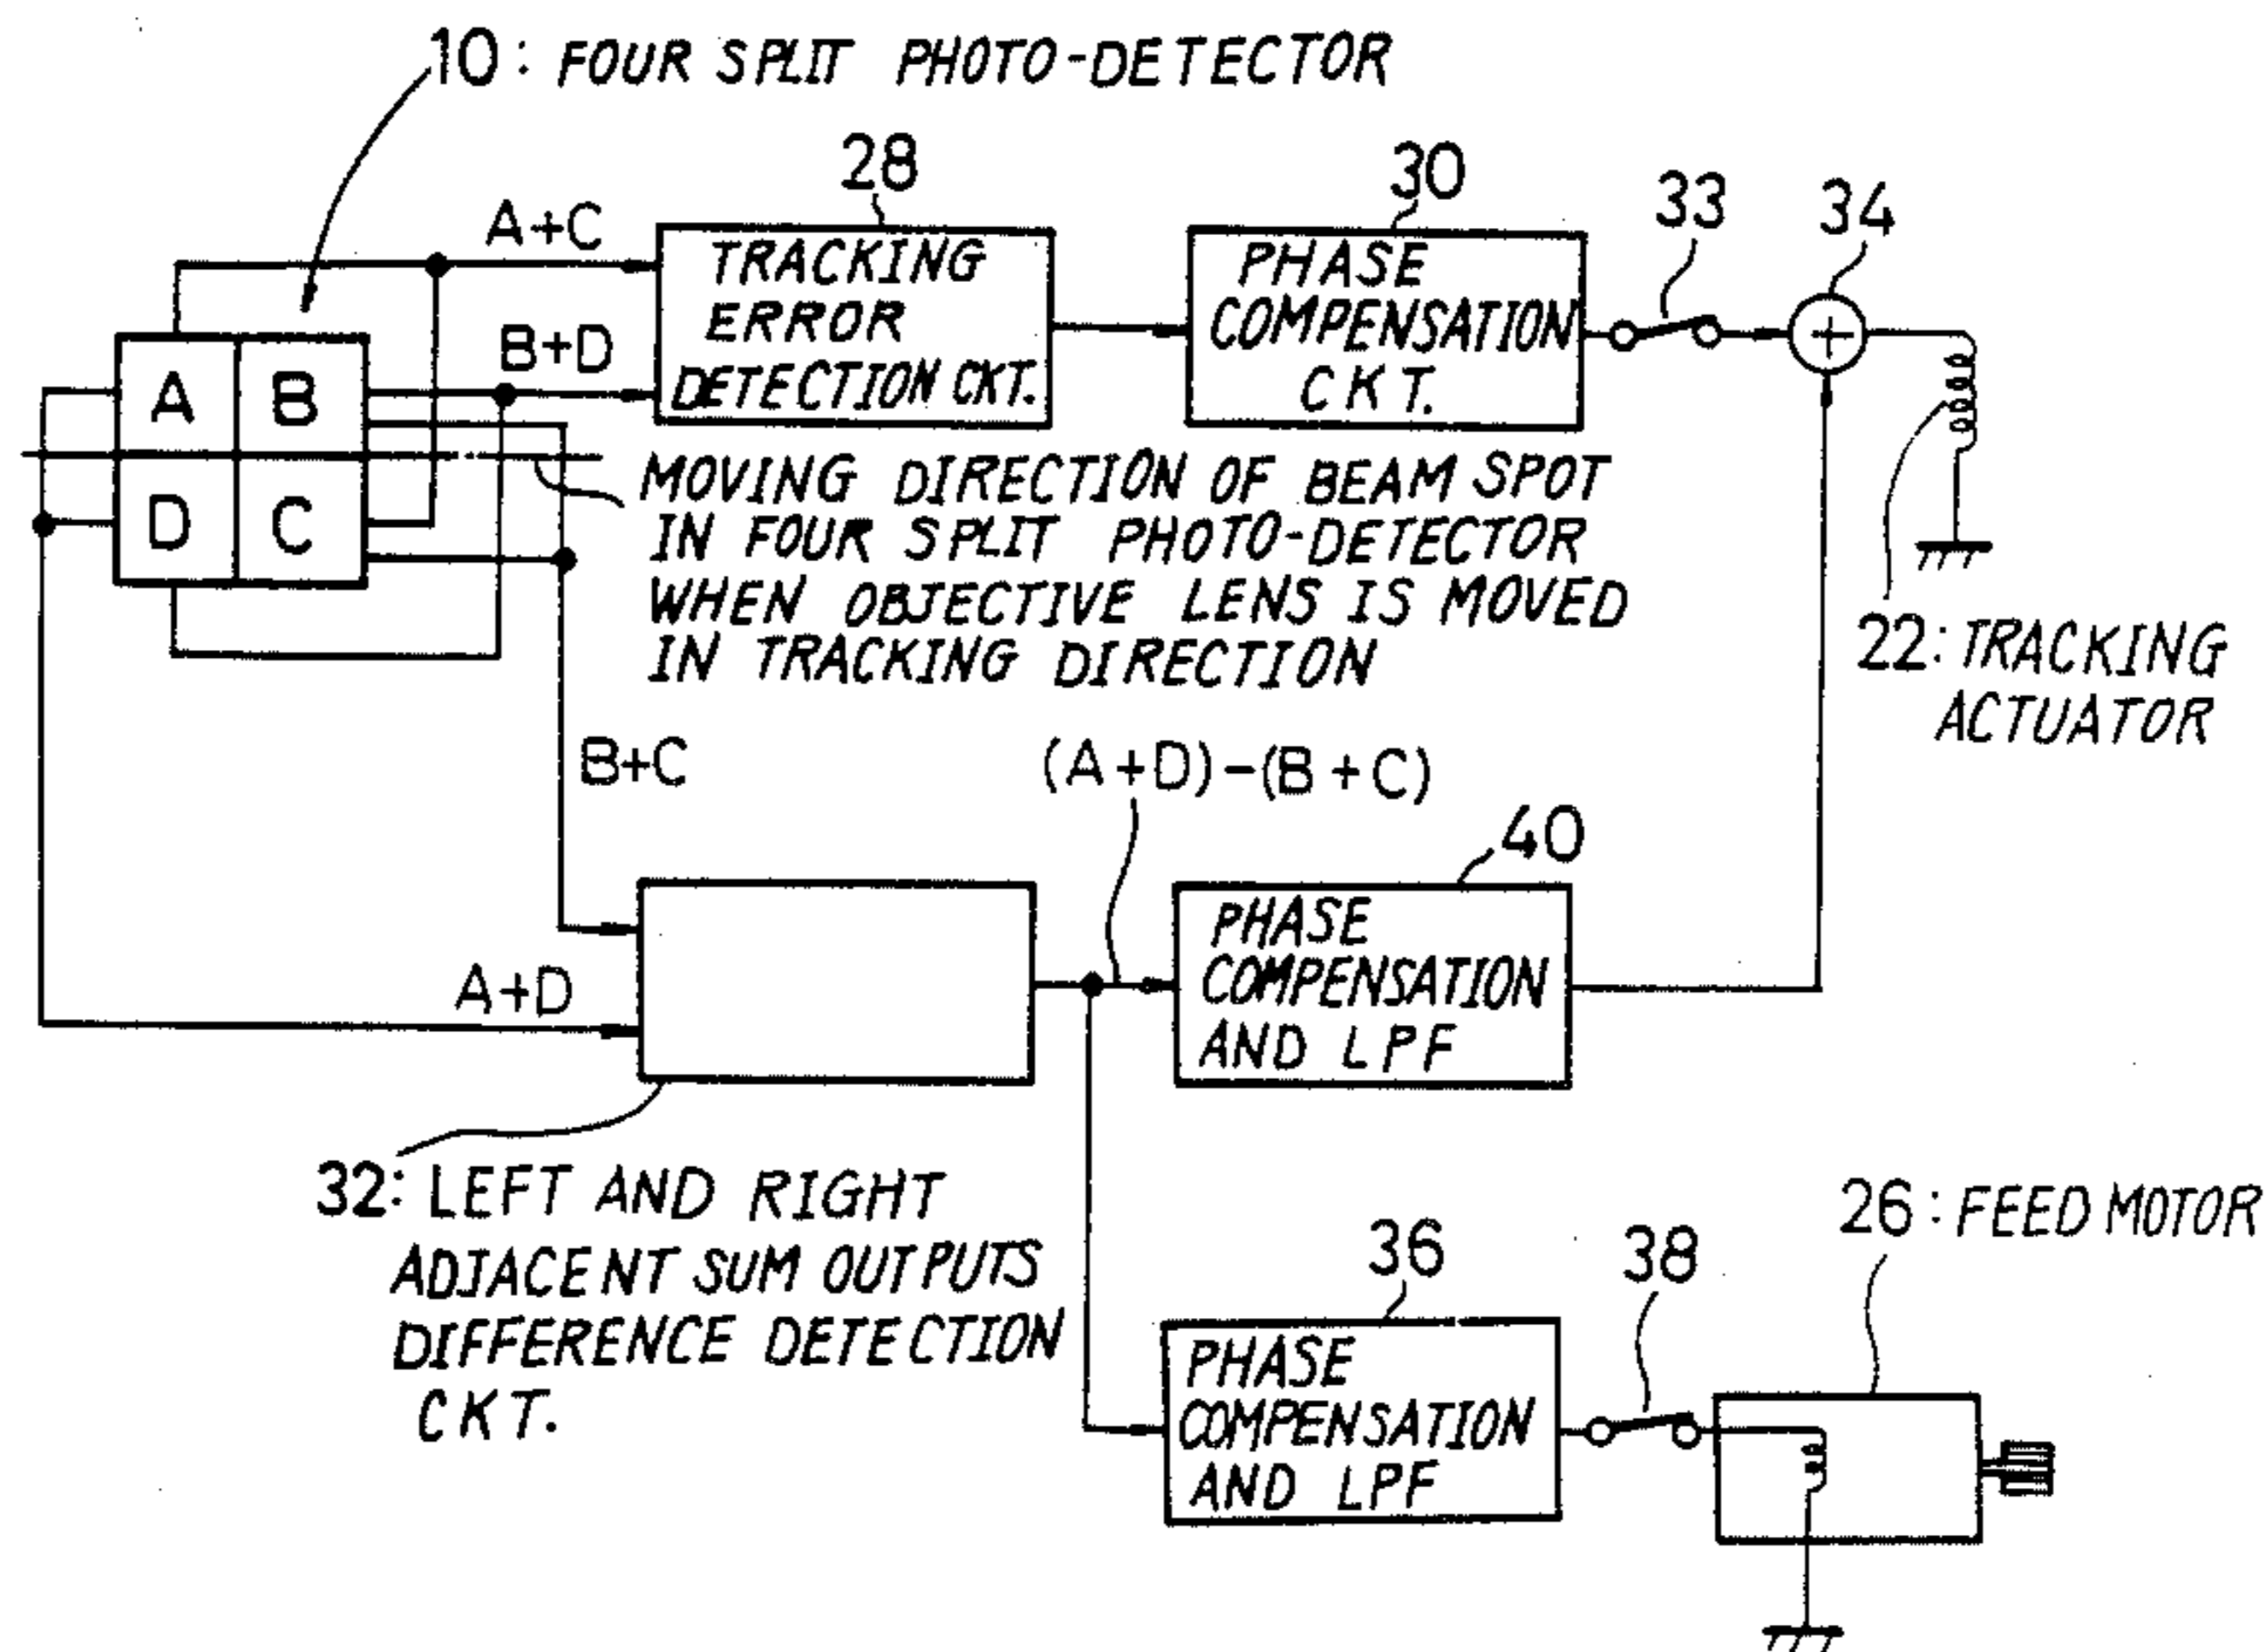 10: FOUR SPLIT PHOTO-DETECTOR
28
30
33
34
A+C
B+D
TRACKING
ERROR
DETECTION CKT.
PHASE
COMPENSATION
CKT.
+
A
B
D
C
MOVING DIRECTION OF BEAM SPOT
IN FOUR SPLIT PHOTO-DETECTOR
WHEN OBJECTIVE LENS IS MOVED
IN TRACKING DIRECTION
22: TRACKING
ACTUATOR
B+C
(A+D)-(B+C)
40
A+D
PHASE
COMPENSATION
AND LPF
32: LEFT AND RIGHT
ADJACENT SUM OUTPUTS
DIFFERENCE DETECTION
CKT.
36
38
26: FEED MOTOR
PHASE
COMPENSATION
AND LPF